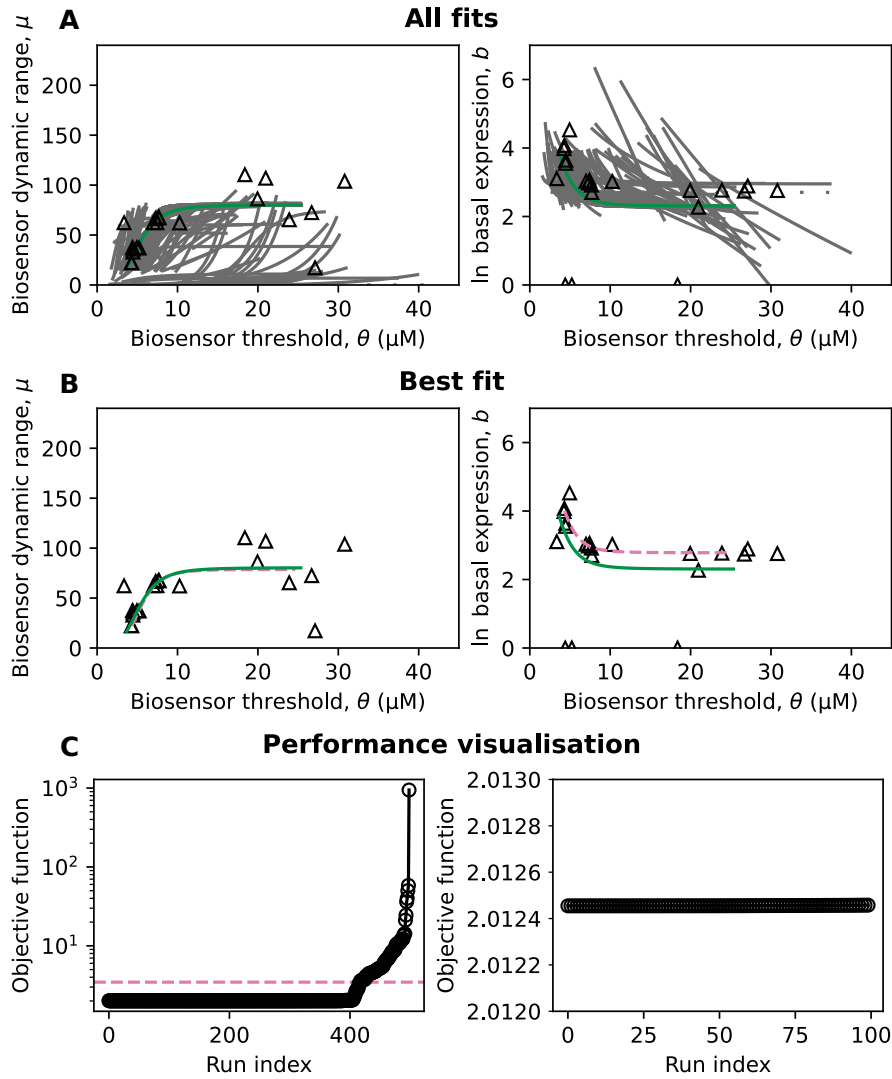 A
All fits
Biosensor dynamic range, μ
200
150
100
50
0
0 10 20 30 40
Biosensor threshold, θ (μM)
ln basal expression, b
6
4
2
0
0 10 20 30 40
Biosensor threshold, θ (μM)
B
Best fit
Biosensor dynamic range, μ
200
150
100
50
0
0 10 20 30 40
Biosensor threshold, θ (μM)
ln basal expression, b
6
4
2
0
0 10 20 30 40
Biosensor threshold, θ (μM)
C
Performance visualisation
Objective function
10³
10²
10¹
0 200 400
Run index
Objective function
2.0130
2.0128
2.0126
2.0124
2.0122
2.0120
0 25 50 75 100
Run index